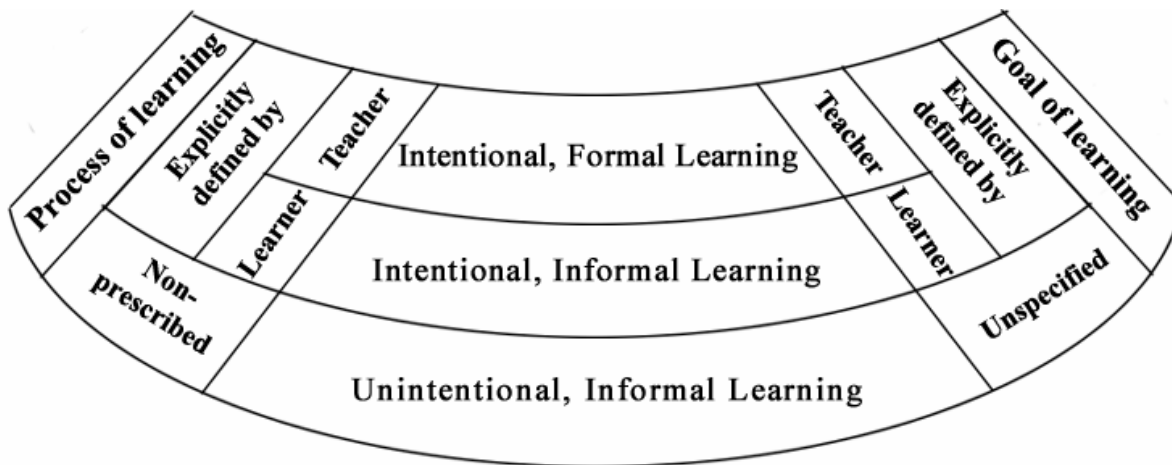 Process of learning
Explicitly
defined by
Teacher
Learner
Non-
prescribed
Intentional, Formal Learning
Intentional, Informal Learning
Unintentional, Informal Learning
Teacher
Learner
Explicitly
defined by
Unspecified
Goal of learning